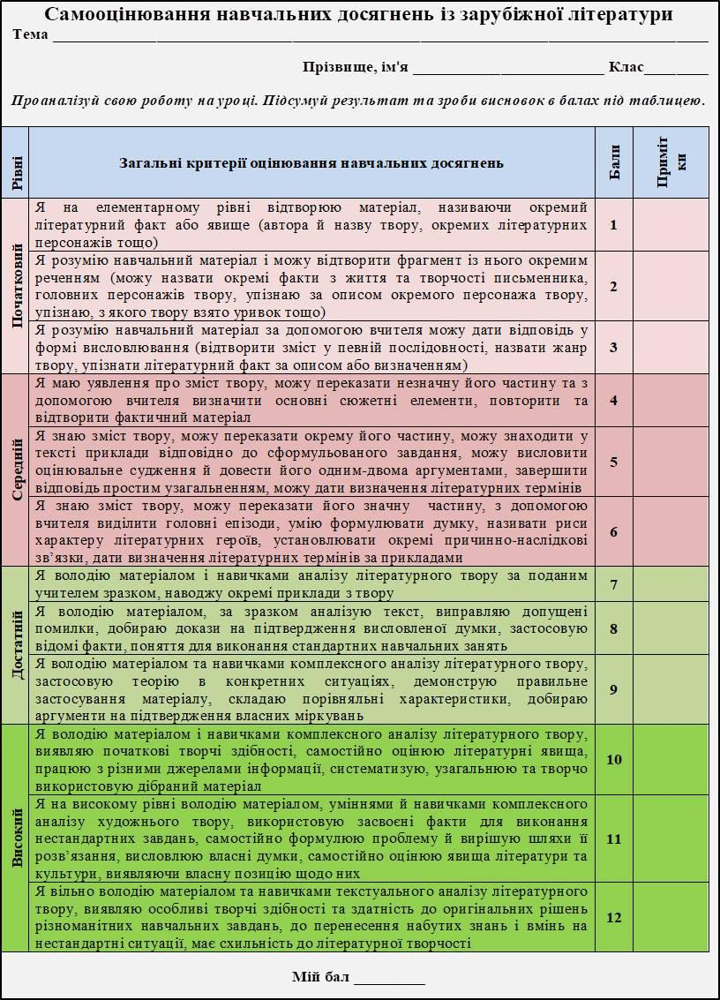 Самооцінювання навчальних досягнень із зарубіжної літератури
Тема ____________________________________________
Прізвище, ім'я ________________________ Клас________
Проаналізуй свою роботу на уроці. Підсумуй результат та зроби висновок в балах під таблицею.
Рівні
Загальні критерії оцінювання навчальних досягнень
Бали
Приміт
ки
Початковий
Я на елементарному рівні відтворюю матеріал, називаючи окремий
літературний факт або явище (автора й назву твору, окремих літературних
персонажів тощо)
1
Я розумію навчальний матеріал і можу відтворити фрагмент із нього окремим
реченням (можу назвати окремі факти з життя та творчості письменника,
головних персонажів твору, упізнаю за описом окремого персонажа твору,
упізнаю, з якого твору взято уривок тощо)
2
Я розумію навчальний матеріал за допомогою вчителя можу дати відповідь у
формі висловлювання (відтворити зміст у певній послідовності, назвати жанр
твору, упізнати літературний факт за описом або визначенням)
3
Середній
Я маю уявлення про зміст твору, можу переказати незначну його частину та з
допомогою вчителя визначити основні сюжетні елементи, повторити та
відтворити фактичний матеріал
4
Я знаю зміст твору, можу переказати окрему його частину, можу знаходити у
тексті приклади відповідно до сформульованого завдання, можу висловити
оцінювальне судження й довести його одним-двома аргументами, завершити
відповідь простим узагальненням, можу дати визначення літературних термінів
5
Я знаю зміст твору, можу переказати його значну частину, з допомогою
вчителя виділити головні епізоди, умію формулювати думку, називати риси
характеру літературних героїв, установлювати окремі причинно-наслідкові
зв’язки, дати визначення літературних термінів за прикладами
6
Достатній
Я володію матеріалом і навичками аналізу літературного твору за поданим
учителем зразком, наводжу окремі приклади з твору
7
Я володію матеріалом, за зразком аналізую текст, виправляю допущені
помилки, добираю докази на підтвердження висловленої думки, застосовую
відомі факти, поняття для виконання стандартних навчальних занять
8
Я володію матеріалом та навичками комплексного аналізу літературного твору,
застосовую теорію в конкретних ситуаціях, демонструю правильне
застосування матеріалу, складаю порівняльні характеристики, добираю
аргументи на підтвердження власних міркувань
9
Високий
Я володію матеріалом і навичками комплексного аналізу літературного твору,
виявляю початкові творчі здібності, самостійно оцінюю літературні явища,
працюю з різними джерелами інформації, систематизую, узагальнюю та творчо
використовую дібраний матеріал
10
Я на високому рівні володію матеріалом, уміннями й навичками комплексного
аналізу художнього твору, використовую засвоєні факти для виконання
нестандартних завдань, самостійно формулюю проблему й вирішую шляхи її
розв’язання, висловлюю власні думки, самостійно оцінюю явища літератури та
культури, виявляючи власну позицію щодо них
11
Я вільно володію матеріалом та навичками текстуального аналізу літературного
твору, виявляю особливі творчі здібності та здатність до оригінальних рішень
різноманітних навчальних завдань, до перенесення набутих знань і вмінь на
нестандартні ситуації, має схильність до літературної творчості
12
Мій бал _________